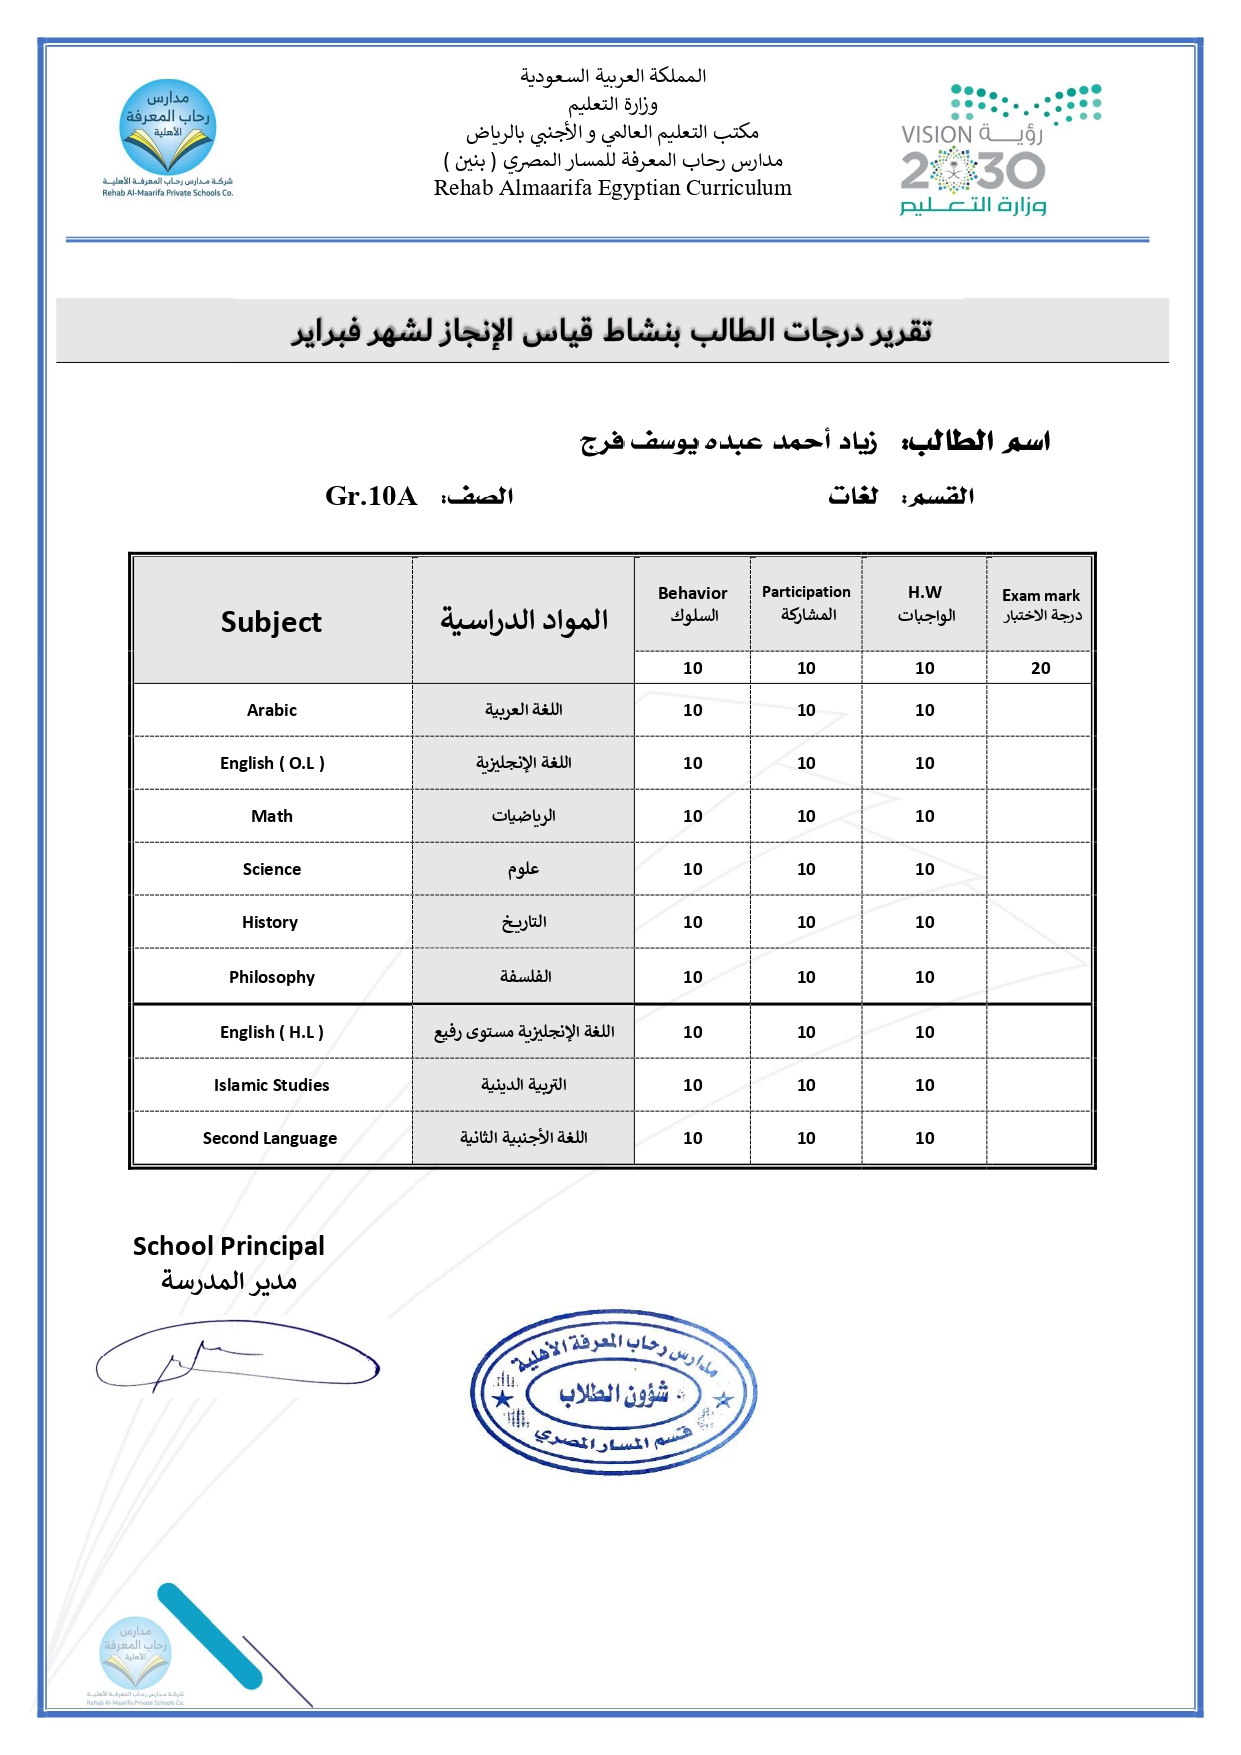 مدارس
رحاب المعرفة
الأهلية
شركة مدارس رحاب المعرفة الأهلية
Rehab Al-Maarifa Private Schools Co.
المملكة العربية السعودية
وزارة التعليم
مكتب التعليم العالمي و الأجنبي بالرياض
مدارس رحاب المعرفة للمسار المصري ( بنين )
Rehab Almaarifa Egyptian Curriculum
VISION رؤيــة
2030
وزارة التعـــليم
تقرير درجات الطالب بنشاط قياس الإنجاز لشهر فبراير
اسم الطالب: زياد أحمد عبده يوسف فرج
القسم: لغات الصف: Gr.10A
Subject المواد الدراسية Behavior السلوك Participation المشاركة H.W الواجبات Exam mark درجة الاختبار
10 10 10 20
Arabic اللغة العربية 10 10 10
English ( O.L ) اللغة الإنجليزية 10 10 10
Math الرياضيات 10 10 10
Science علوم 10 10 10
History التاريخ 10 10 10
Philosophy الفلسفة 10 10 10
English ( H.L ) اللغة الإنجليزية مستوى رفيع 10 10 10
Islamic Studies التربية الدينية 10 10 10
Second Language اللغة الأجنبية الثانية 10 10 10
School Principal
مدير المدرسة
مدارس رحاب المعرفة الأهلية
شؤون الطلاب
قسم المسار المصري
مدارس
رحاب المعرفة
الأهلية
شركة مدارس رحاب المعرفة الأهلية
Rehab Al-Maarifa Private Schools Co.